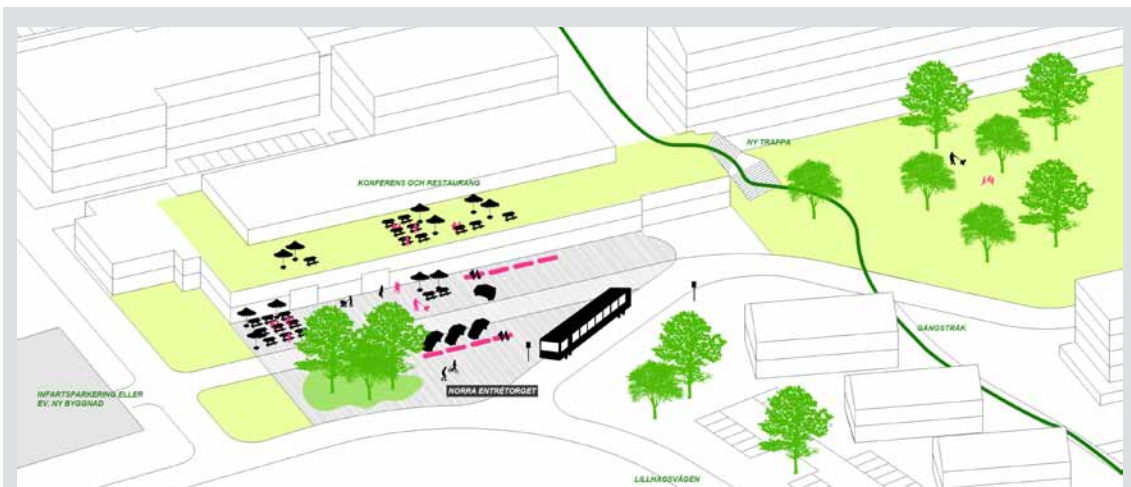 NY TRAPPA
KONFERENS OCH RESTAURANG
GÅNGSTRÅK
NORRA ENTRÉTORGET
INFARTSPARKERING ELLER
EV. NY BYGGNAD
LILLHAGSVÄGEN